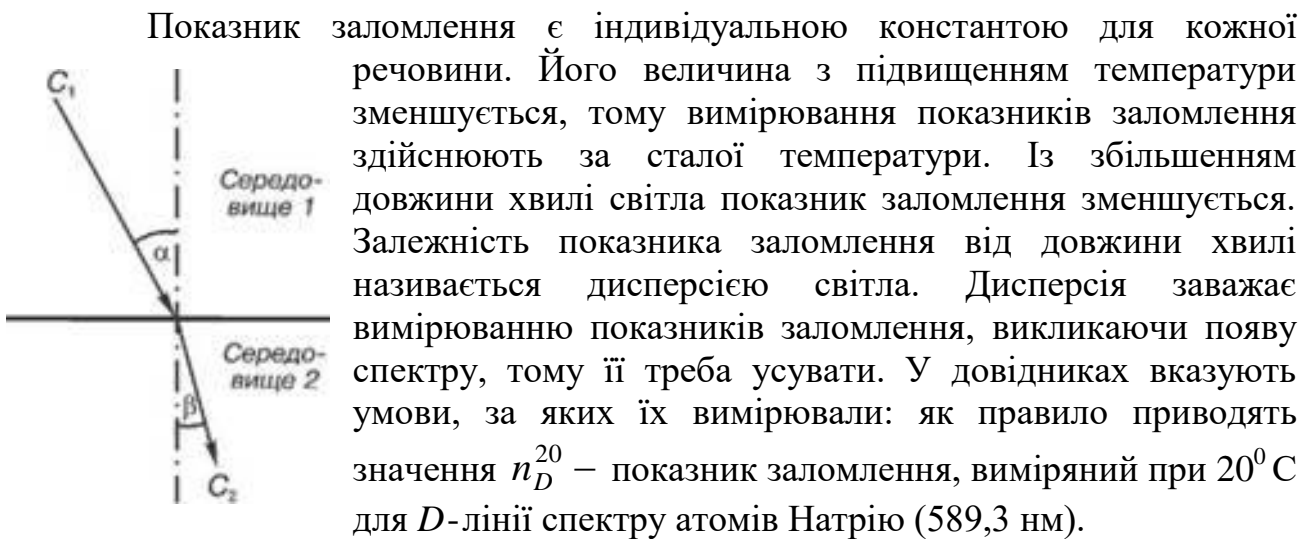 Показник заломлення є індивідуальною константою для кожної
речовини. Його величина з підвищенням температури
зменшується, тому вимірювання показників заломлення
здійснюють за сталої температури. Із збільшенням
довжини хвилі світла показник заломлення зменшується.
Залежність показника заломлення від довжини хвилі
називається дисперсією світла. Дисперсія заважає
вимірюванню показників заломлення, викликаючи появу
спектру, тому її треба усувати. У довідниках вказують
умови, за яких їх вимірювали: як правило приводять
значення n_D^20 – показник заломлення, виміряний при 20⁰ С
для D-лінії спектру атомів Натрію (589,3 нм).
C₁
Середо-
вище 1
α
Середо-
вище 2
β
C₂